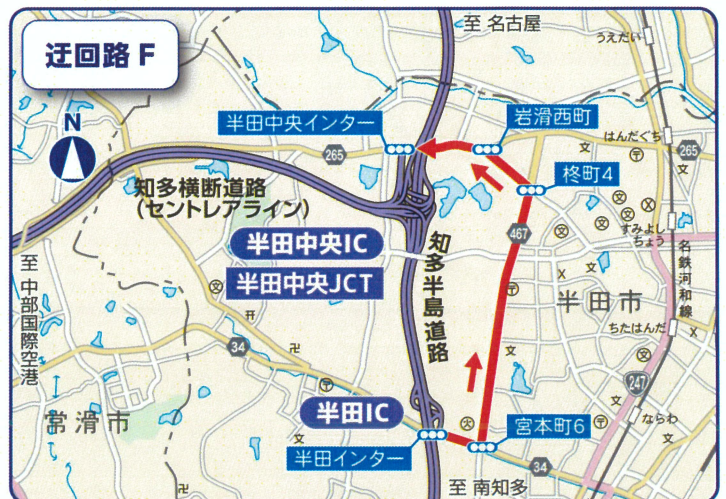 迂回路 F
至 名古屋
うえだい
N
半田中央インター
岩滑西町
はんだぐち
265
265
柊町4
知多横断道路
(セントレアライン)
467
すみよし
ちょう
半田中央IC
半田中央JCT
知多半島道路
名鉄河和線
至 中部国際空港
半田市
ちたはんだ
34
247
常滑市
半田IC
宮本町6
ならわ
半田インター
34
至 南知多